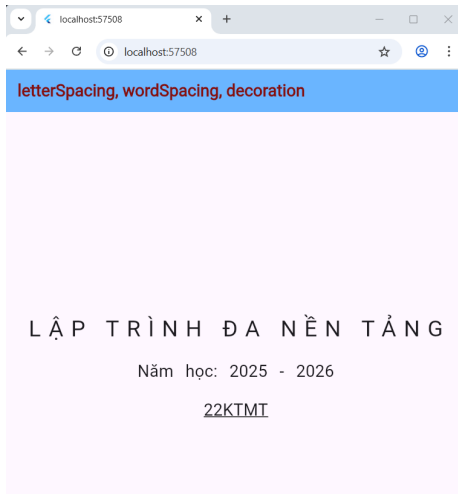 localhost:57508
localhost:57508
letterSpacing, wordSpacing, decoration
LẬP TRÌNH ĐA NỀN TẢNG
Năm học: 2025 - 2026
22KTMT